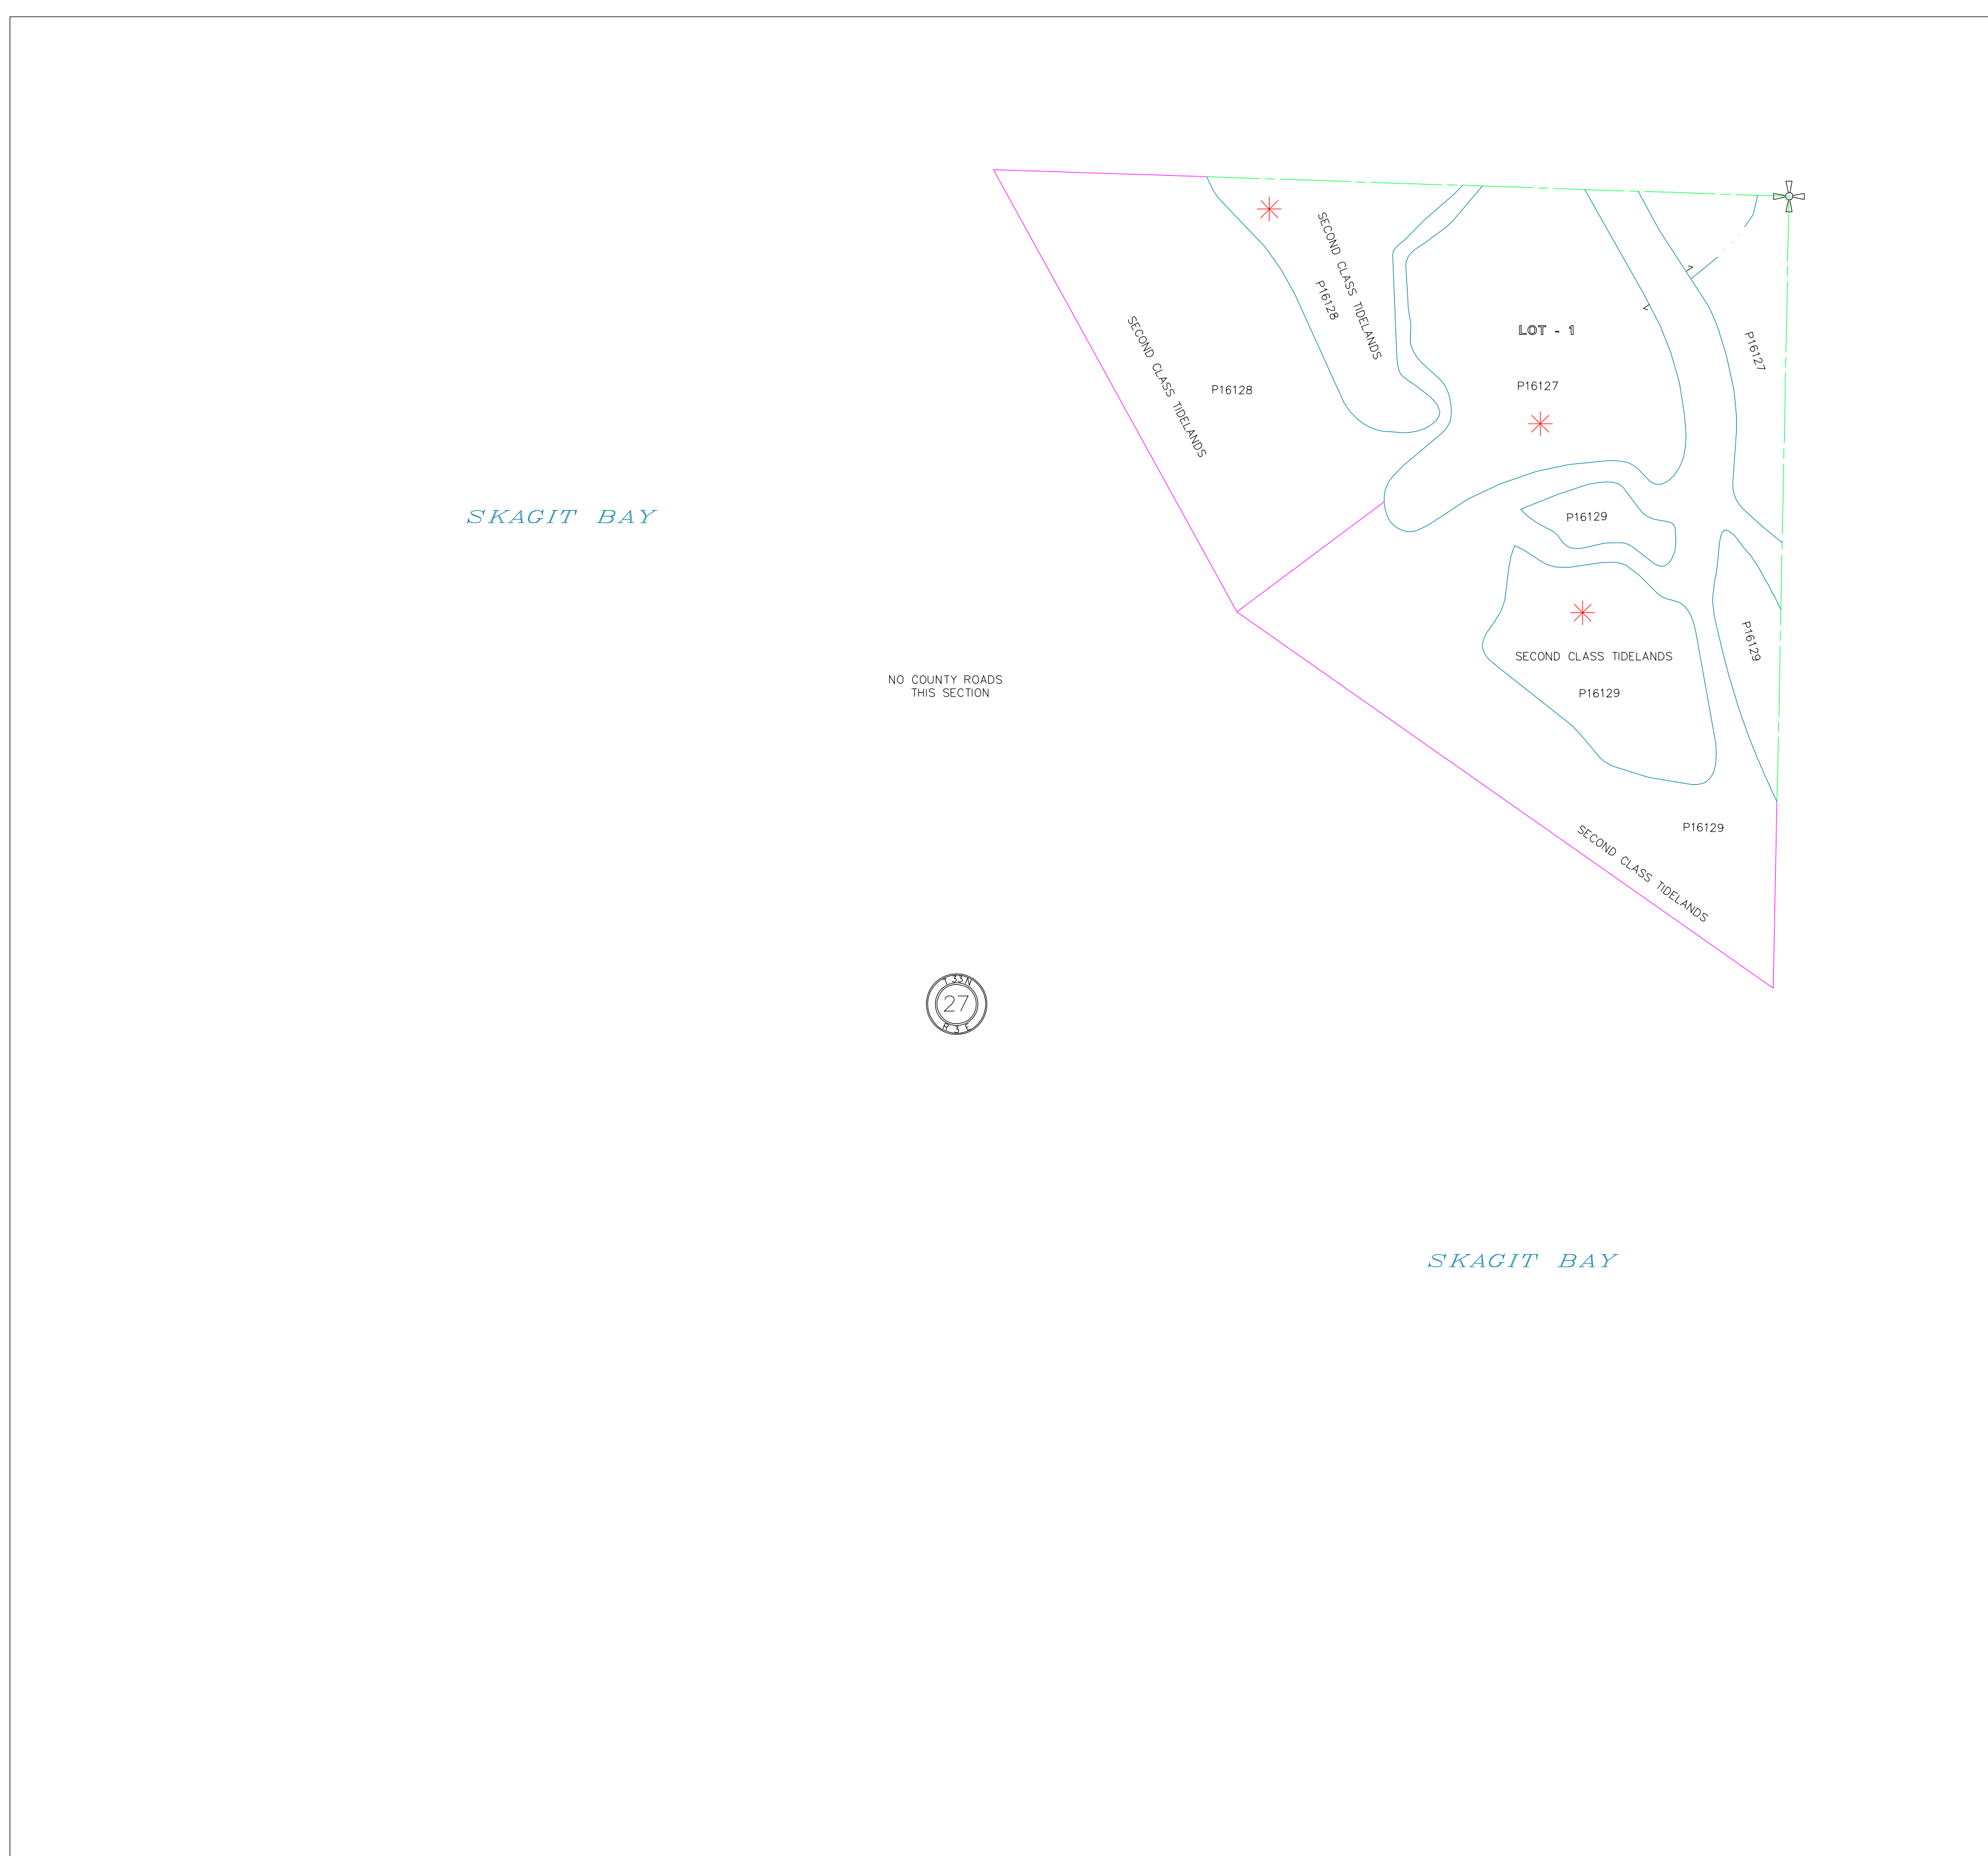 SECOND CLASS TIDELANDS
P16128
SECOND CLASS TIDELANDS
P16128
LOT - 1
P16127
P16127
SKAGIT BAY
P16129
P16129
SECOND CLASS TIDELANDS
P16129
NO COUNTY ROADS
THIS SECTION
P16129
SECOND CLASS TIDELANDS
T33N
27
R 3 E
SKAGIT BAY